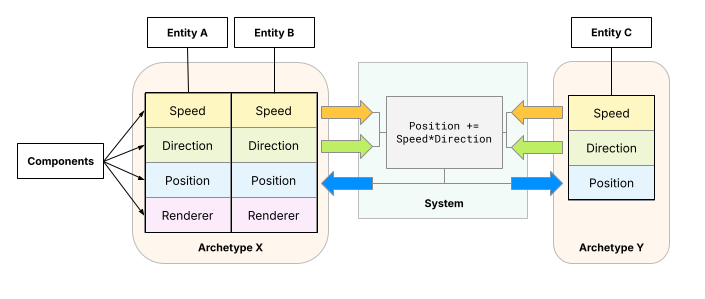 Entity A
Entity B
Entity C
Speed
Speed
Direction
Direction
Position
Position
Renderer
Renderer
Components
Archetype X
Position +=
Speed*Direction
System
Speed
Direction
Position
Archetype Y